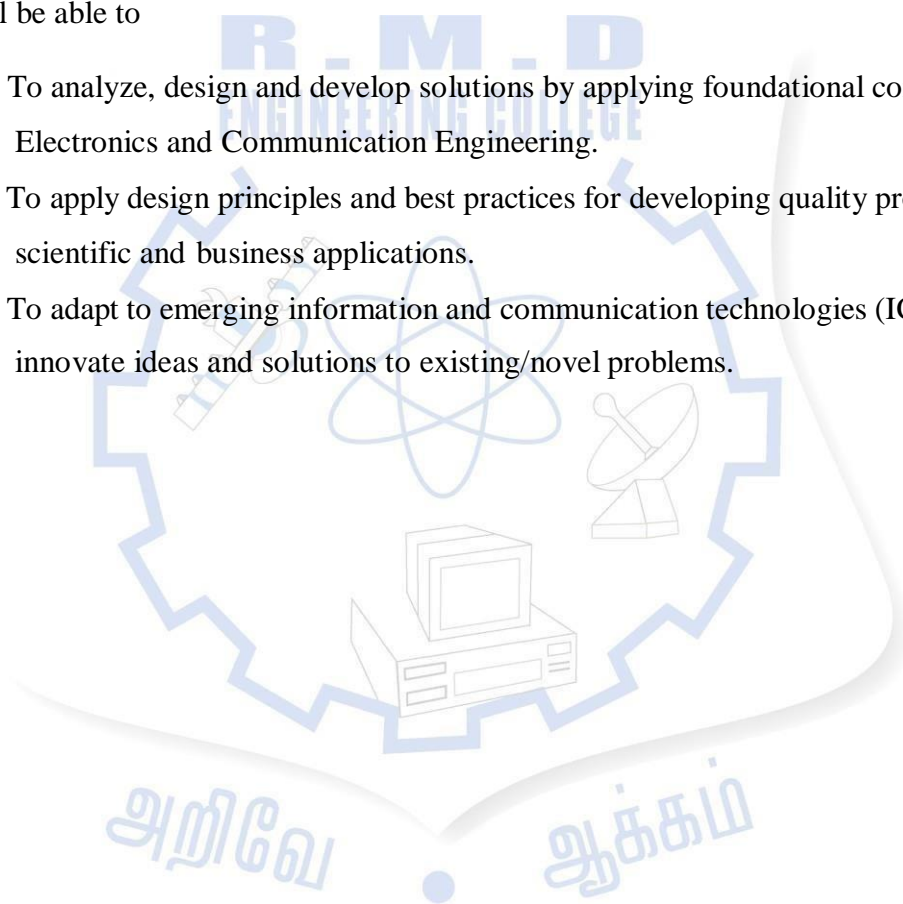 l be able to
R . M . D
ENGINEERING COLLEGE
To analyze, design and develop solutions by applying foundational co
Electronics and Communication Engineering.
To apply design principles and best practices for developing quality pr
scientific and business applications.
To adapt to emerging information and communication technologies (IC
innovate ideas and solutions to existing/novel problems.
அறிவே
ஆக்கம்